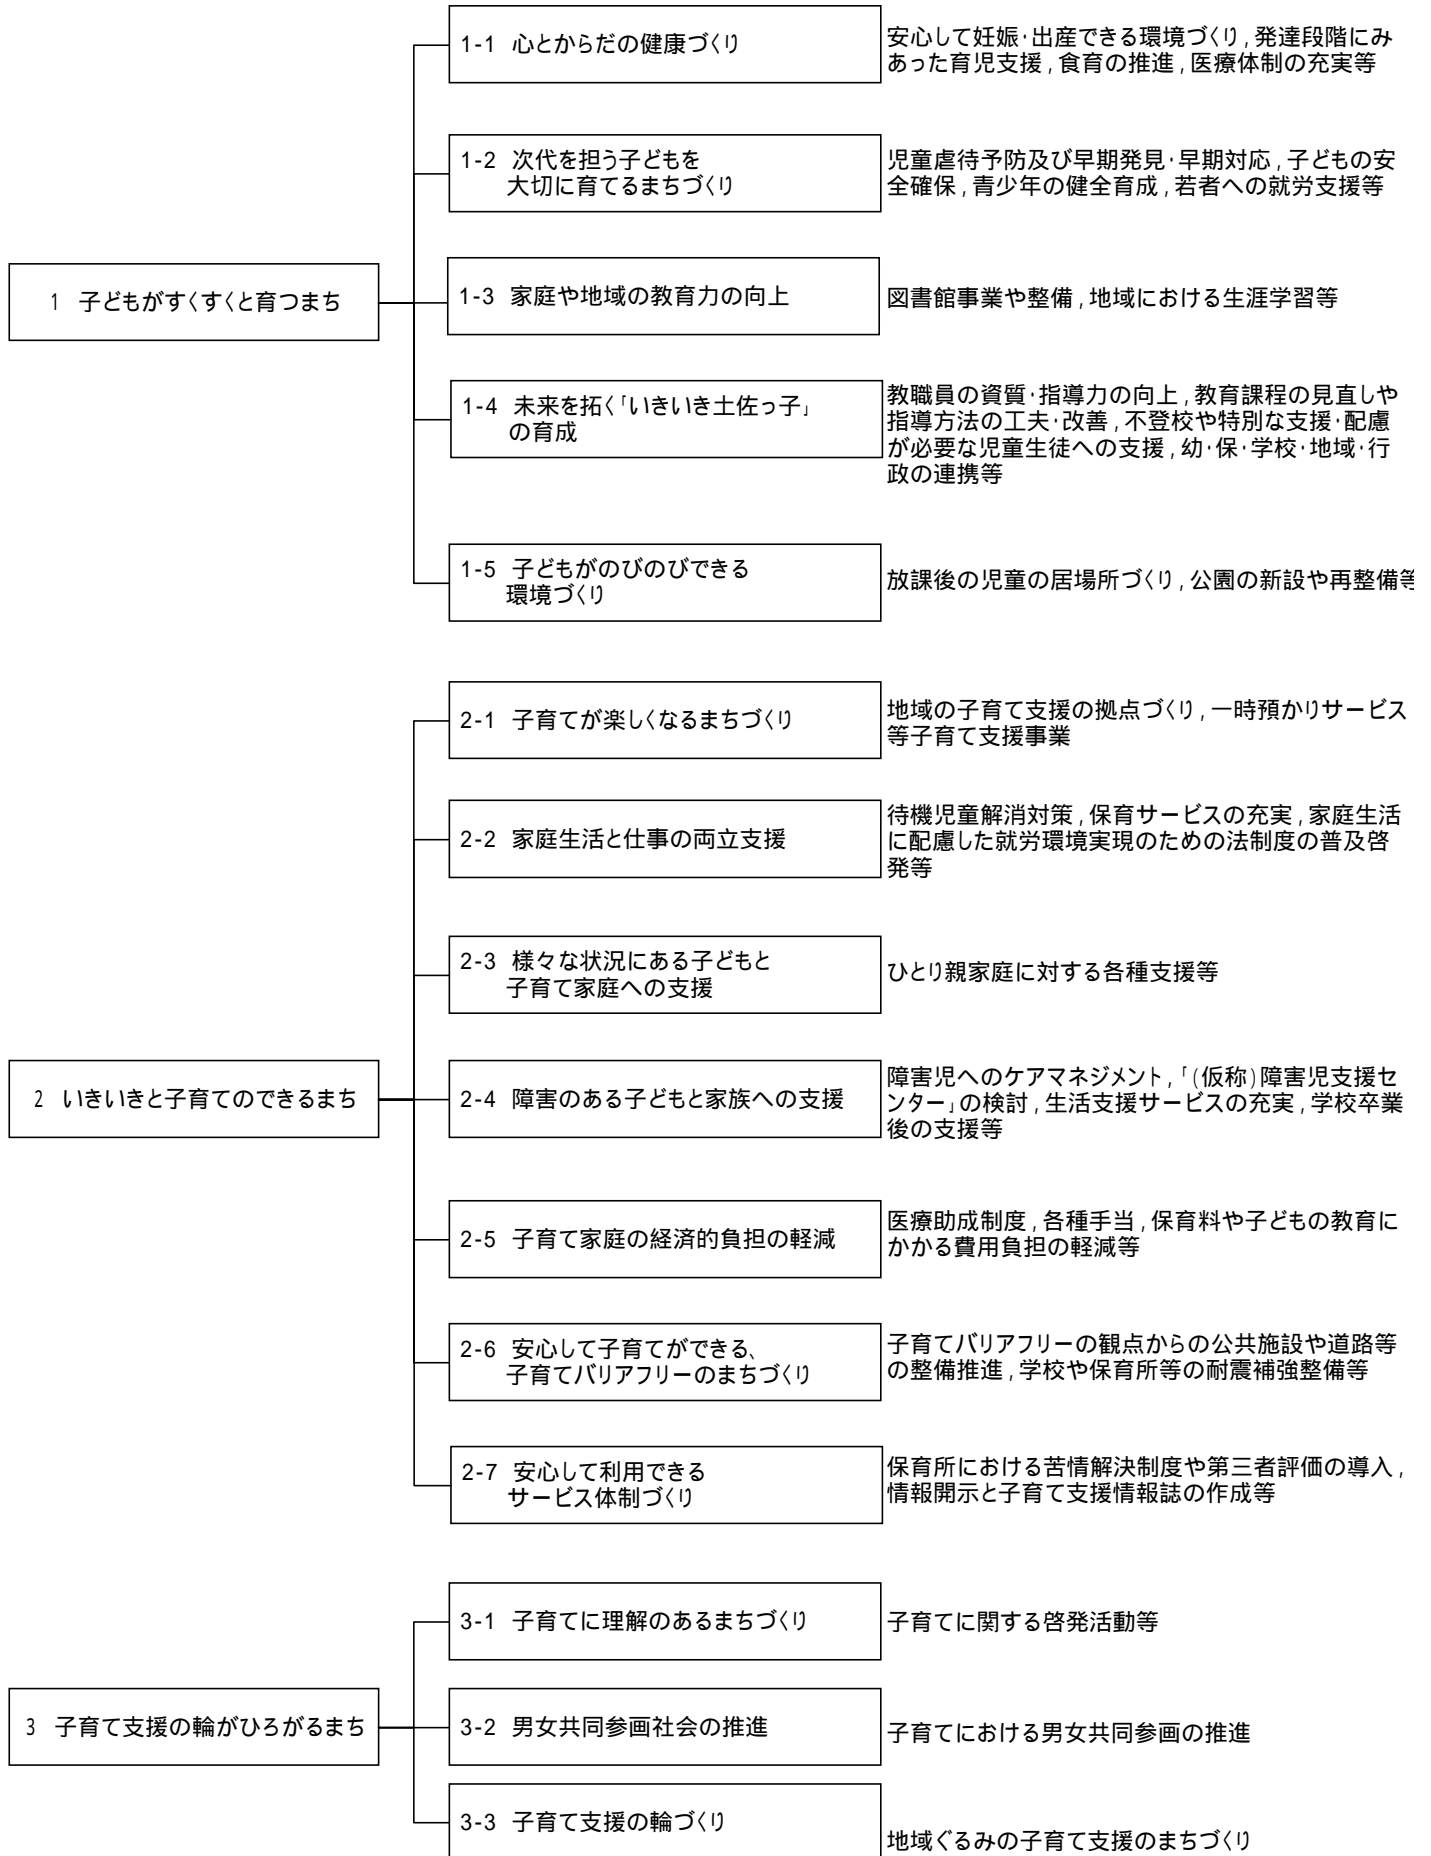 1-1 心とからだの健康づくり
安心して妊娠･出産できる環境づくり,発達段階にみ
あった育児支援,食育の推進,医療体制の充実等
1-2 次代を担う子どもを
大切に育てるまちづくり
児童虐待予防及び早期発見･早期対応,子どもの安
全確保,青少年の健全育成,若者への就労支援等
1 子どもがすくすくと育つまち
1-3 家庭や地域の教育力の向上
図書館事業や整備,地域における生涯学習等
1-4 未来を拓く｢いきいき土佐っ子｣
の育成
教職員の資質･指導力の向上,教育課程の見直しや
指導方法の工夫･改善,不登校や特別な支援･配慮
が必要な児童生徒への支援,幼･保･学校･地域･行
政の連携等
1-5 子どもがのびのびできる
環境づくり
放課後の児童の居場所づくり,公園の新設や再整備等
2-1 子育てが楽しくなるまちづくり
地域の子育て支援の拠点づくり,一時預かりサービス
等子育て支援事業
2-2 家庭生活と仕事の両立支援
待機児童解消対策,保育サービスの充実,家庭生活
に配慮した就労環境実現のための法制度の普及啓
発等
2-3 様々な状況にある子どもと
子育て家庭への支援
ひとり親家庭に対する各種支援等
2 いきいきと子育てのできるまち
2-4 障害のある子どもと家族への支援
障害児へのケアマネジメント,｢(仮称)障害児支援セ
ンター｣の検討,生活支援サービスの充実,学校卒業
後の支援等
2-5 子育て家庭の経済的負担の軽減
医療助成制度,各種手当,保育料や子どもの教育に
かかる費用負担の軽減等
2-6 安心して子育てができる、
子育てバリアフリーのまちづくり
子育てバリアフリーの観点からの公共施設や道路等
の整備推進,学校や保育所等の耐震補強整備等
2-7 安心して利用できる
サービス体制づくり
保育所における苦情解決制度や第三者評価の導入,
情報開示と子育て支援情報誌の作成等
3-1 子育てに理解のあるまちづくり
子育てに関する啓発活動等
3 子育て支援の輪がひろがるまち
3-2 男女共同参画社会の推進
子育てにおける男女共同参画の推進
3-3 子育て支援の輪づくり
地域ぐるみの子育て支援のまちづくり